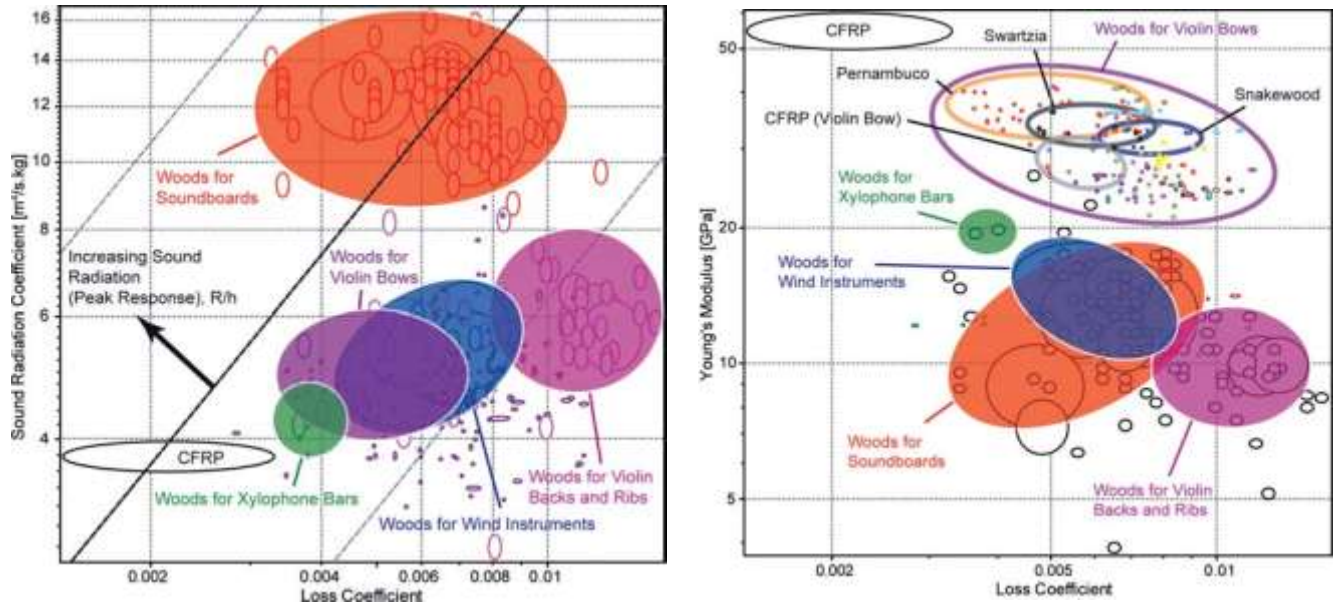 16
14
12
10
8
6
4
Sound Radiation Coefficient [m⁴/s.kg]
Woods for
Soundboards
Increasing Sound
Radiation
(Peak Response), R/h
Woods for
Violin Bows
CFRP
Woods for Xylophone Bars
Woods for Violin
Backs and Ribs
Woods for Wind Instruments
0.002
0.004
0.006
0.008
0.01
Loss Coefficient
50
20
10
5
Young's Modulus [GPa]
CFRP
Swartzia
Woods for Violin Bows
Pernambuco
Snakewood
CFRP (Violin Bow)
Woods for
Xylophone Bars
Woods for
Wind Instruments
Woods for
Soundboards
Woods for Violin
Backs and Ribs
0.002
0.005
0.01
Loss Coefficient